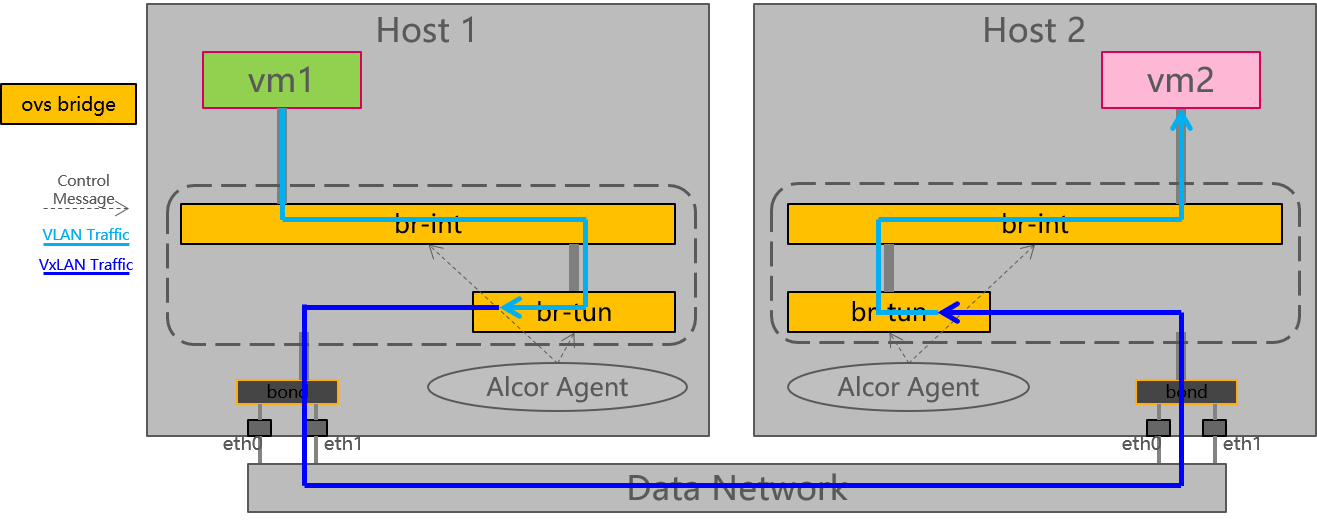 Host 1
Host 2
vm1
vm2
ovs bridge
Control
Message
VLAN Traffic
VxLAN Traffic
br-int
br-int
br-tun
br-tun
Alcor Agent
Alcor Agent
bond
bond
eth0
eth1
eth0
eth1
Data Network